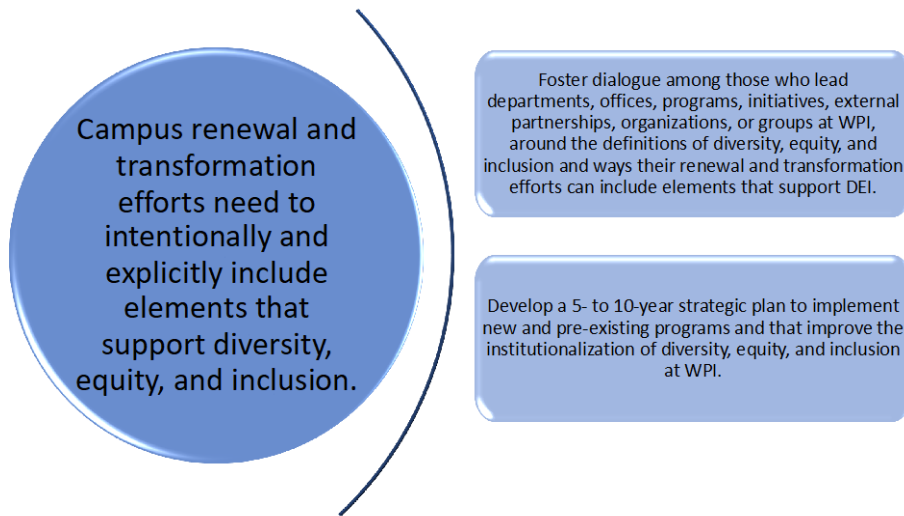 Campus renewal and
transformation
efforts need to
intentionally and
explicitly include
elements that
support diversity,
equity, and inclusion.
Foster dialogue among those who lead
departments, offices, programs, initiatives, external
partnerships, organizations, or groups at WPI,
around the definitions of diversity, equity, and
inclusion and ways their renewal and transformation
efforts can include elements that support DEI.
Develop a 5- to 10-year strategic plan to implement
new and pre-existing programs and that improve the
institutionalization of diversity, equity, and inclusion
at WPI.